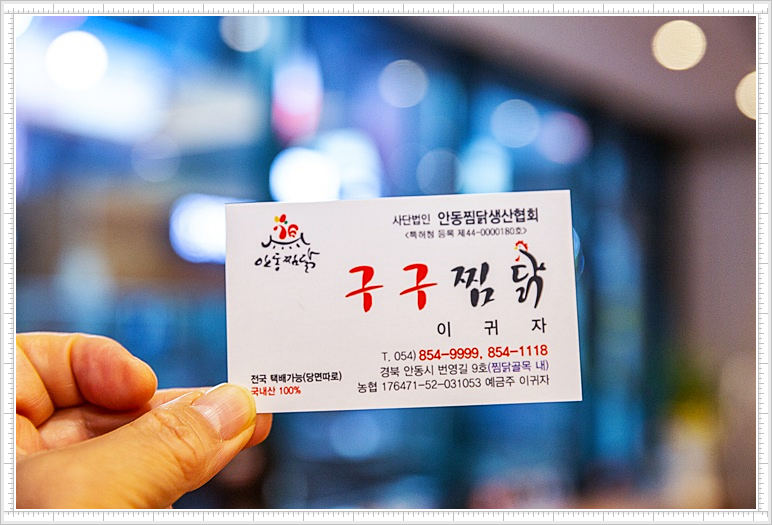 안동찜닭
사단법인 안동찜닭생산협회
<특허청 등록 제44-0000180호>
구구찜닭
이 귀 자
T. 054) 854-9999, 854-1118
경북 안동시 번영길 9호(찜닭골목 내)
농협 176471-52-031053 예금주 이귀자
전국 택배가능(당면따로)
국내산 100%